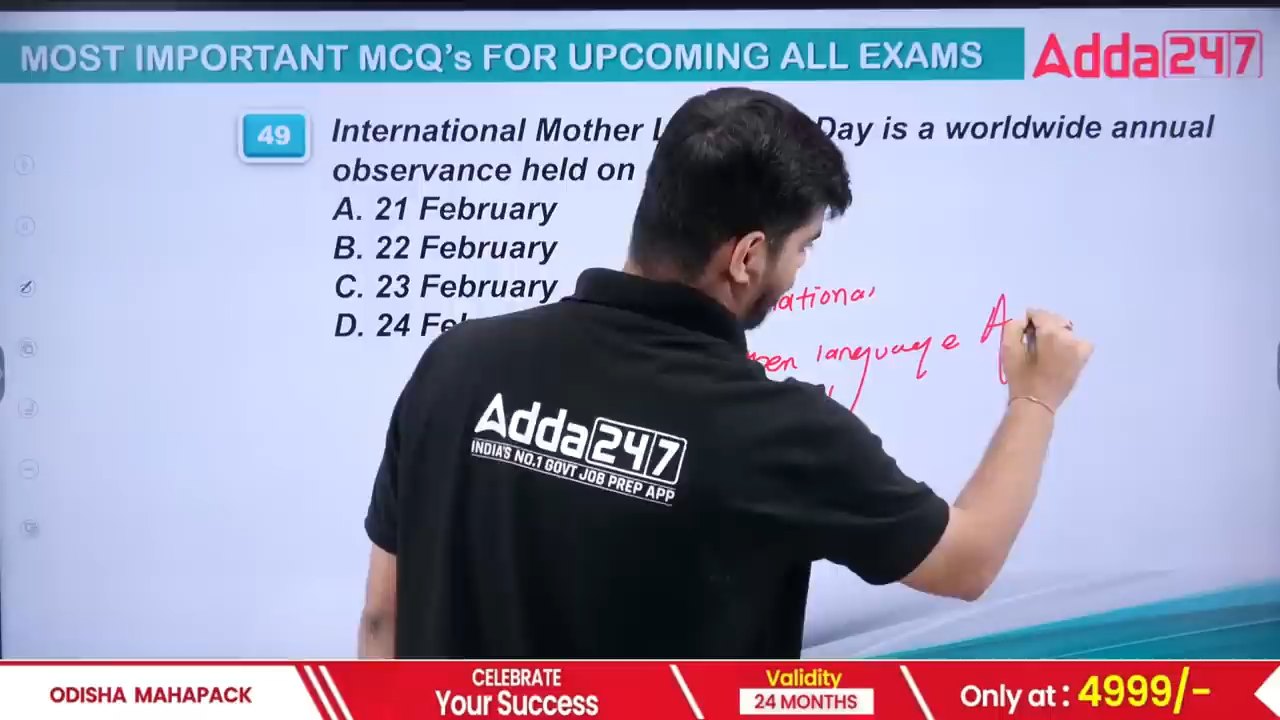 MOST IMPORTANT MCQ's FOR UPCOMING ALL EXAMS
Adda247
49
International Mother Day is a worldwide annual
observance held on
A. 21 February
B. 22 February
C. 23 February
D. 24
language A
Adda247
INDIA'S NO.1 GOVT JOB PREP APP
ODISHA MAHAPACK
CELEBRATE
Your Success
Validity
24 MONTHS
Only at : 4999/-